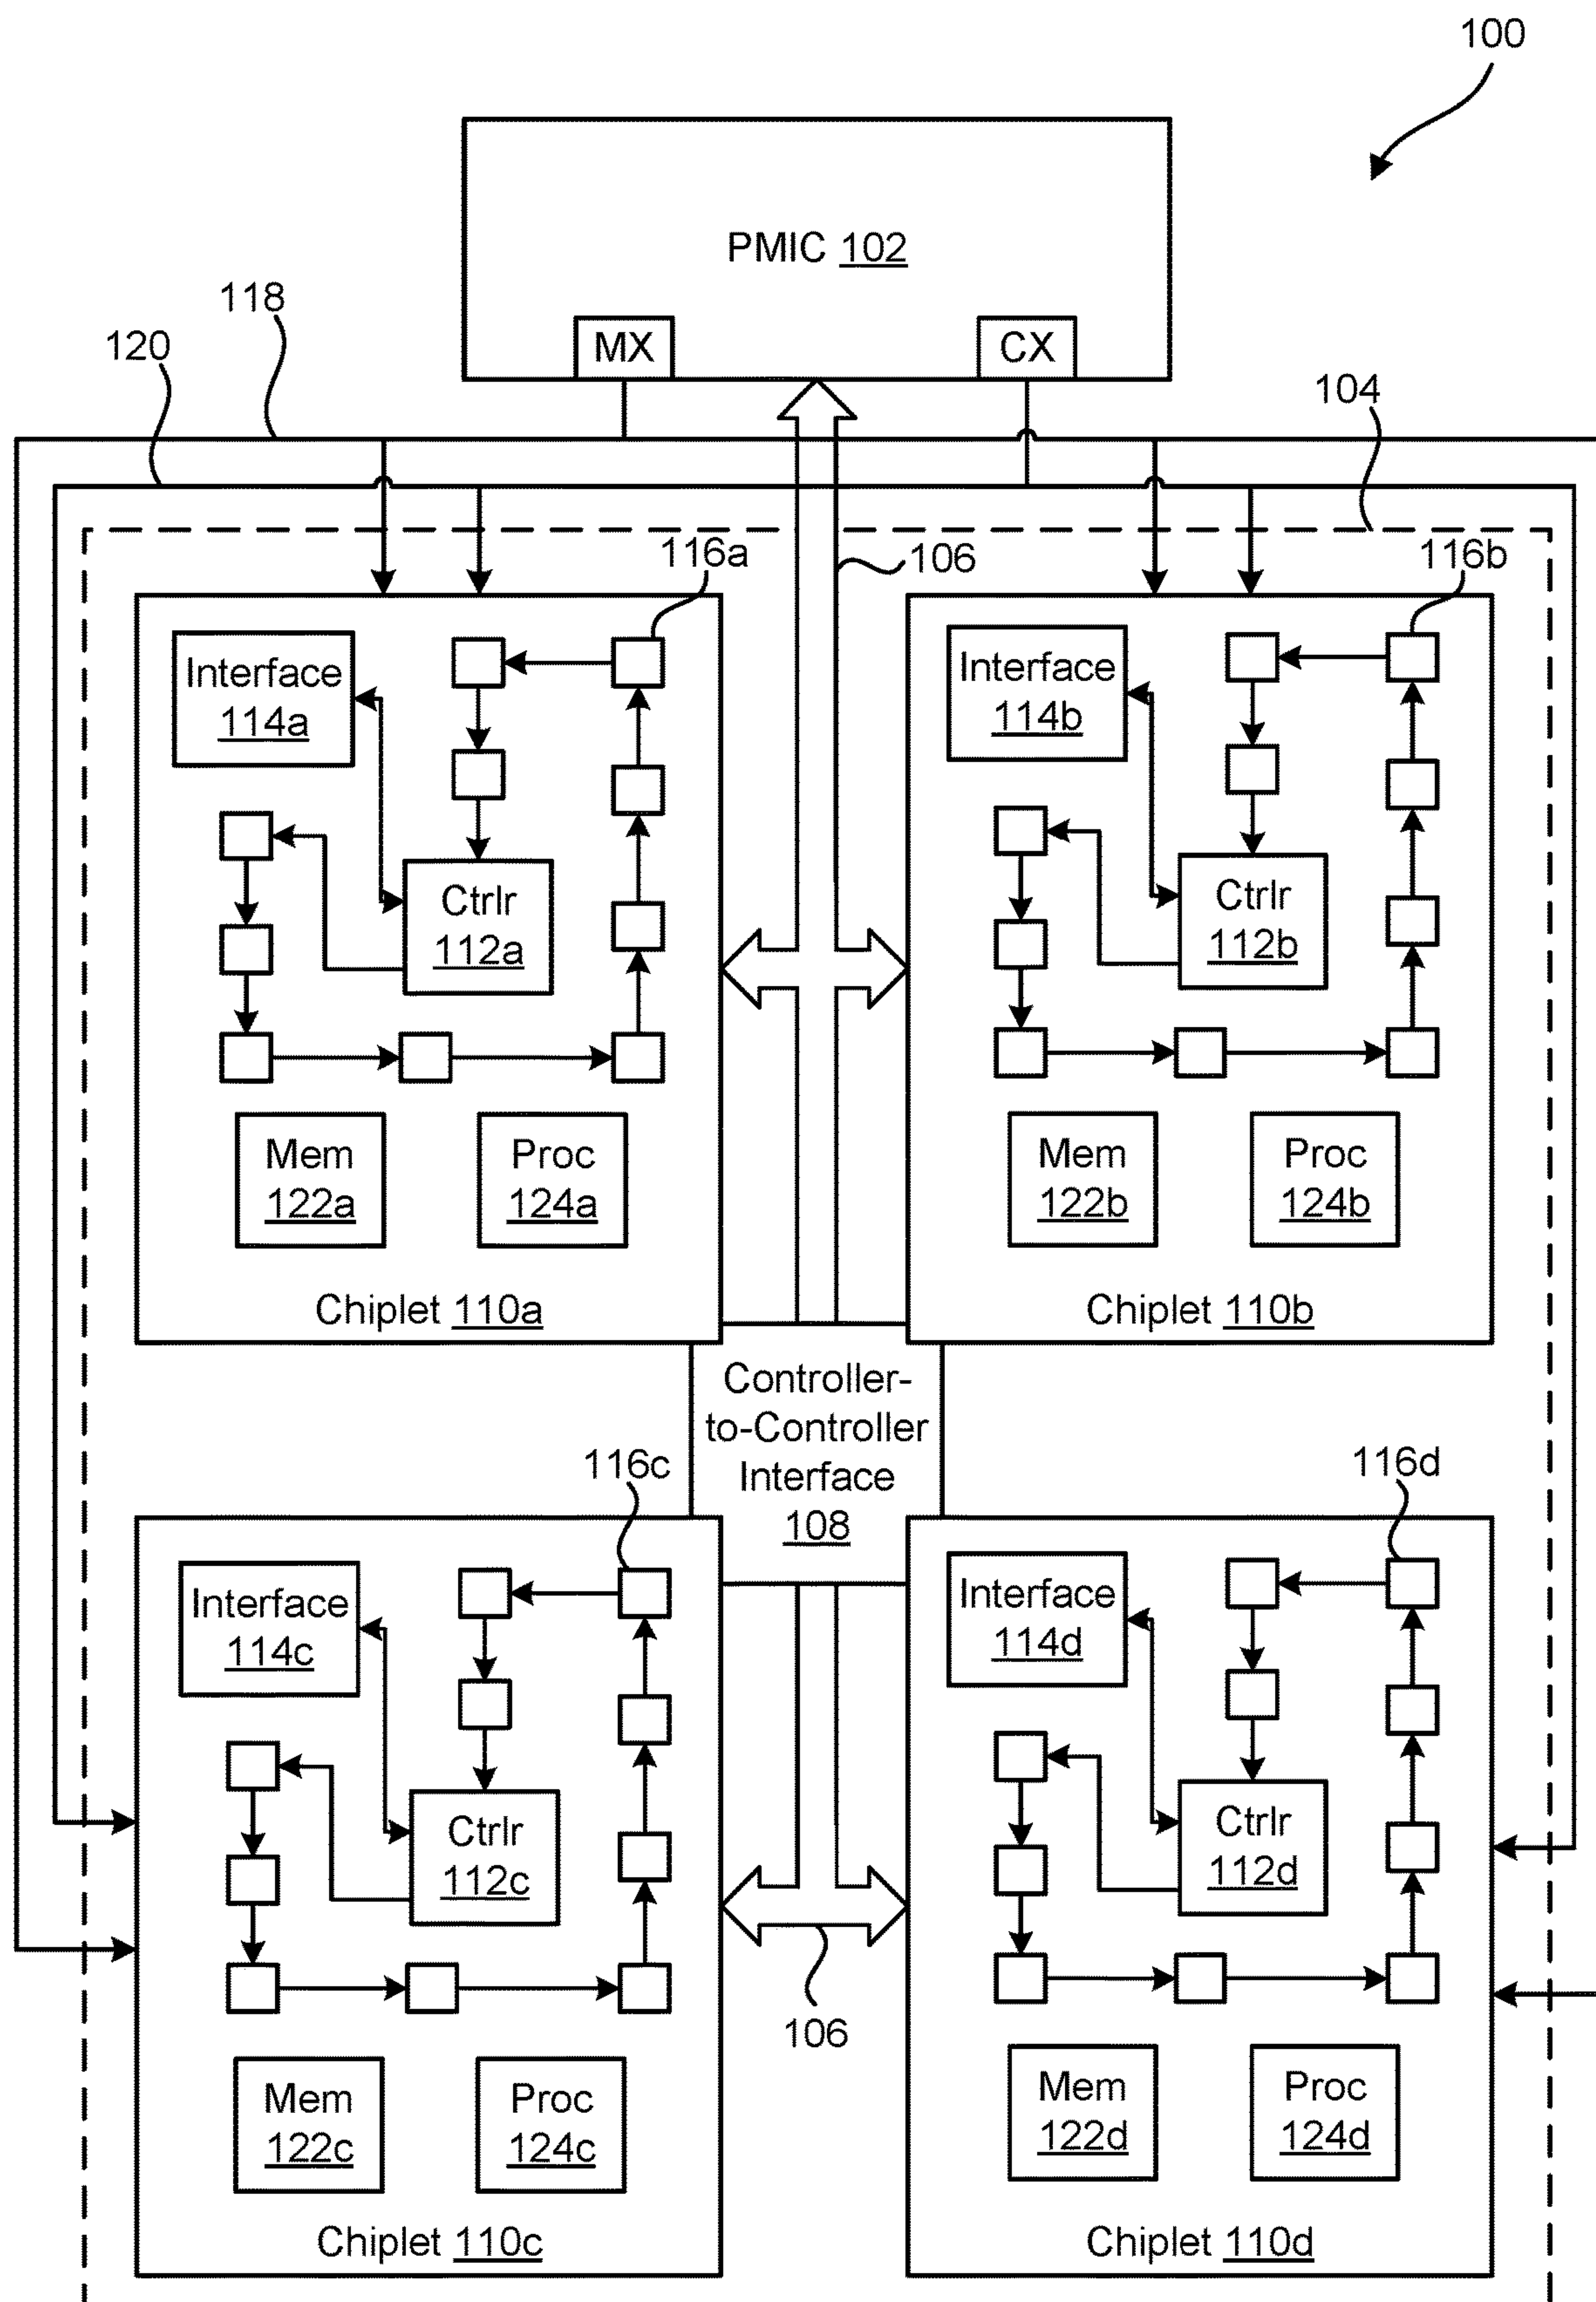 100
PMIC 102
118
MX
CX
120
104
116a
106
116b
Interface
114a
Interface
114b
Ctrlr
112a
Ctrlr
112b
Mem
122a
Proc
124a
Mem
122b
Proc
124b
Chiplet 110a
Chiplet 110b
Controller-
to-Controller
Interface
108
116c
116d
Interface
114c
Interface
114d
Ctrlr
112c
Ctrlr
112d
106
Mem
122c
Proc
124c
Mem
122d
Proc
124d
Chiplet 110c
Chiplet 110d